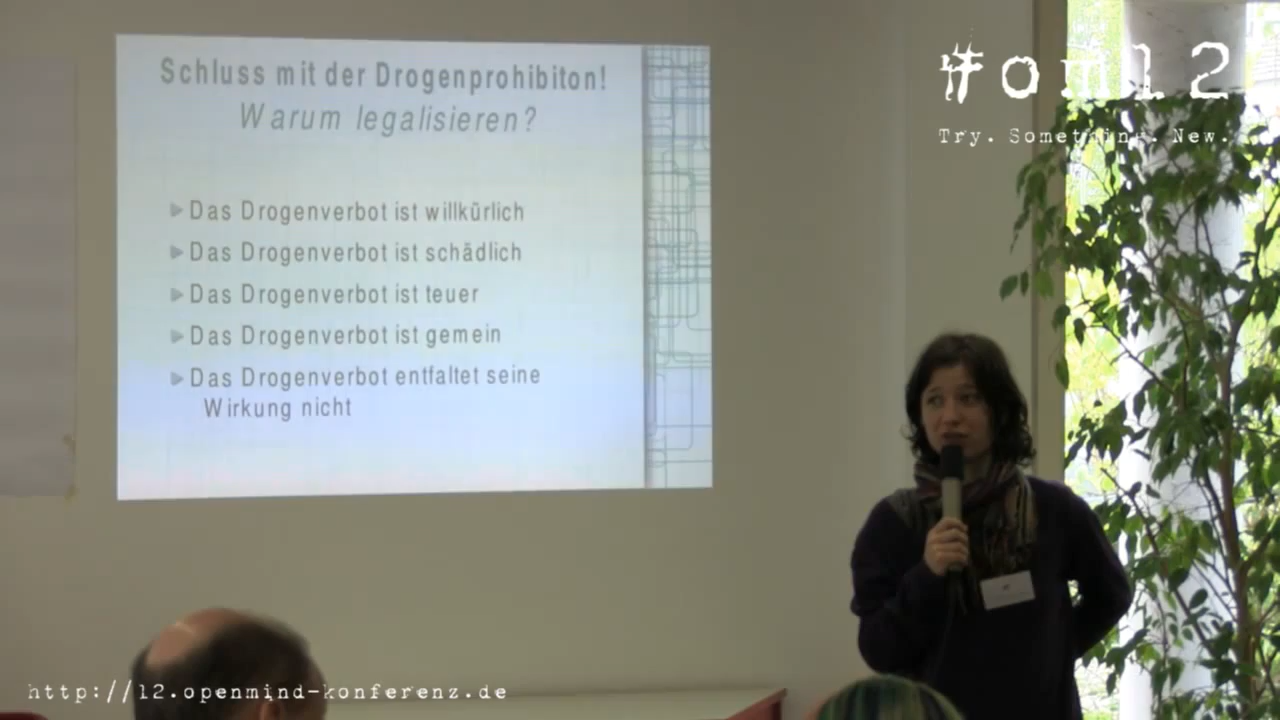 Schluss mit der Drogenprohibiton!
Warum legalisieren?
Das Drogenverbot ist willkürlich
Das Drogenverbot ist schädlich
Das Drogenverbot ist teuer
Das Drogenverbot ist gemein
Das Drogenverbot entfaltet seine
Wirkung nicht
#om12
Try. Something. New.
http://12.openmind-konferenz.de